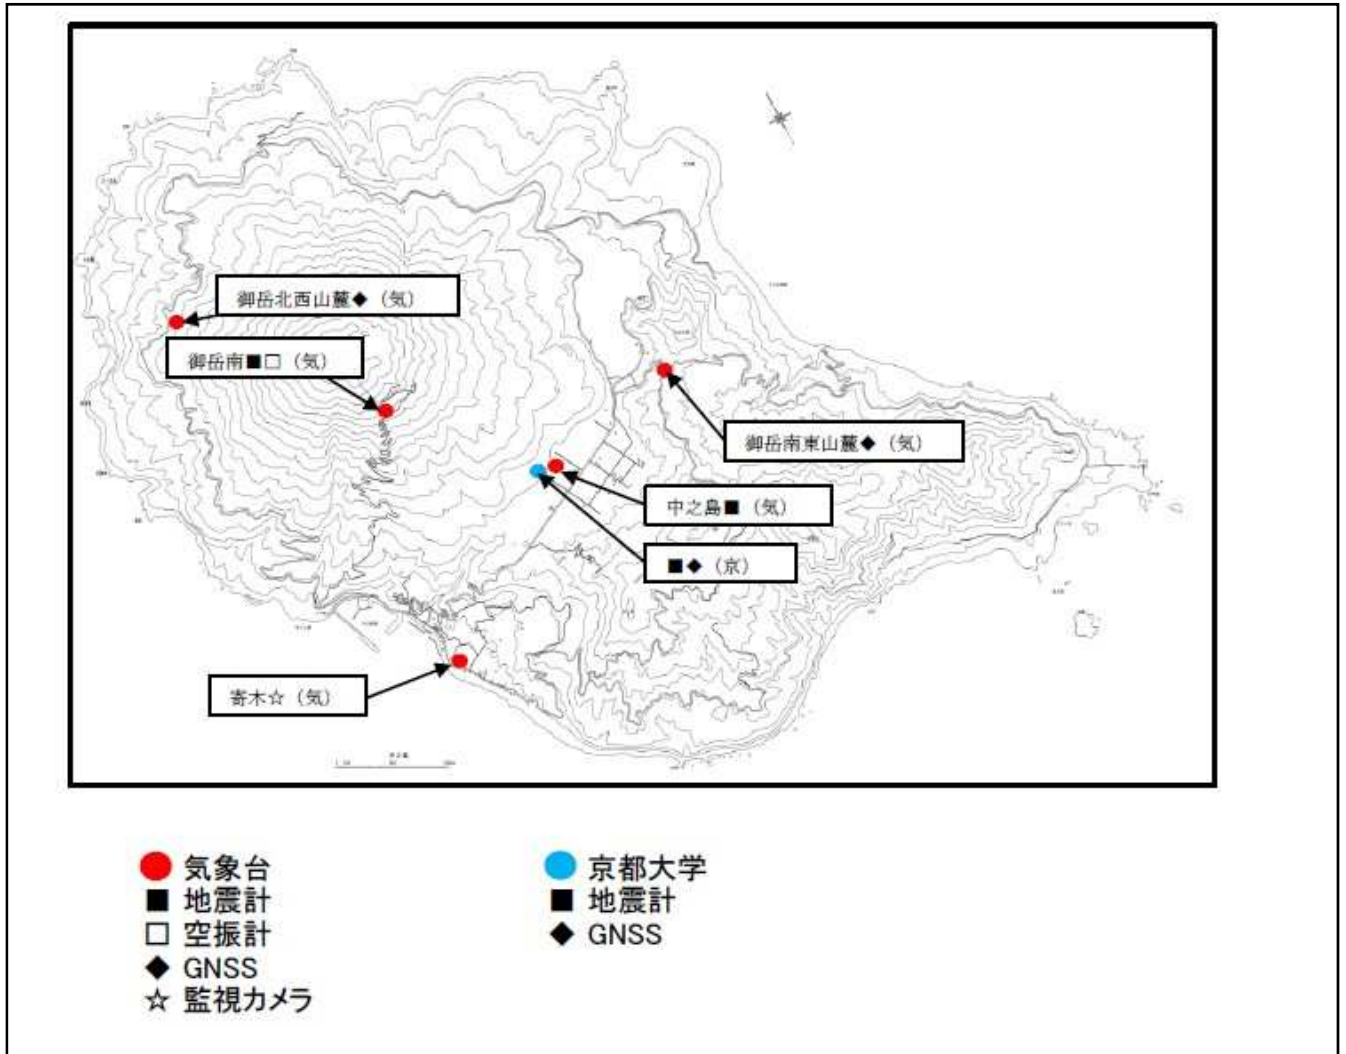 御岳北西山麓◆（気）
御岳南■□（気）
御岳南東山麓◆（気）
中之島■（気）
■◆（京）
寄木☆（気）
気象台
■ 地震計
□ 空振計
◆ GNSS
☆ 監視カメラ
京都大学
■ 地震計
◆ GNSS